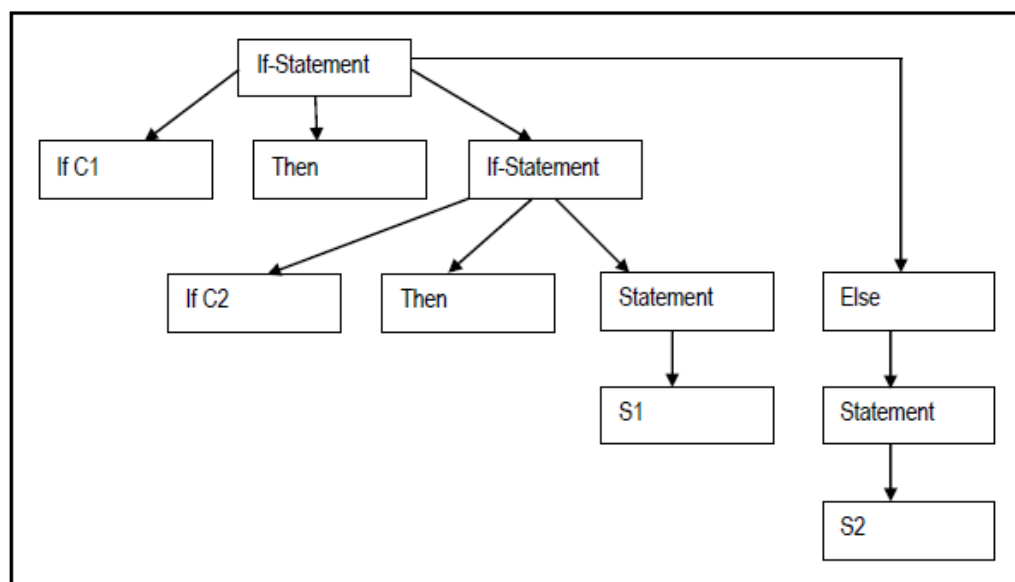 If-Statement
If C1
Then
If-Statement
If C2
Then
Statement
Else
S1
Statement
S2